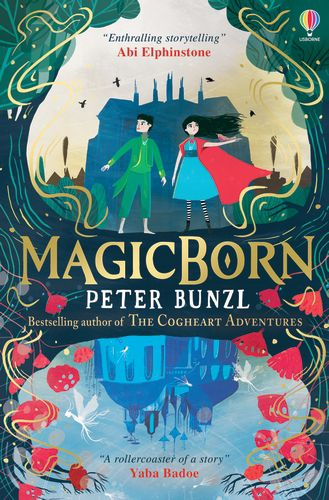 "Enthralling storytelling"
Abi Elphinstone
USBORNE
MAGICBORN
PETER BUNZL
Bestselling author of THE COGHEART ADVENTURES
"A rollercoaster of a story"
Yaba Badoe